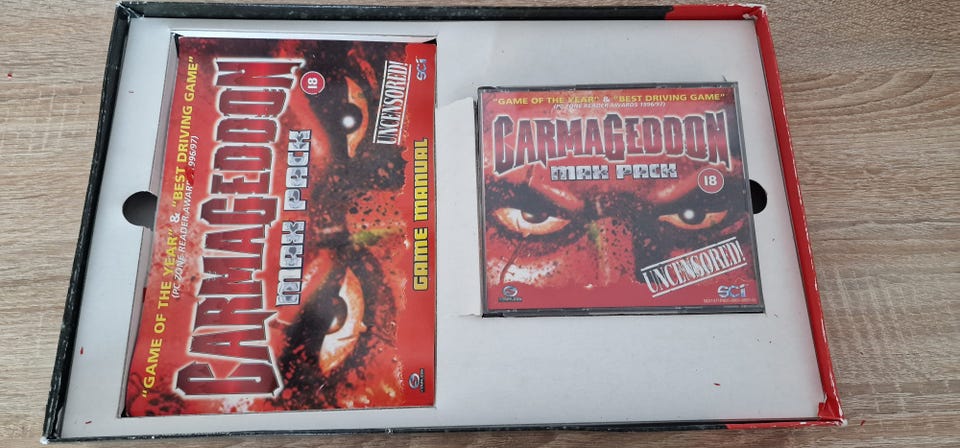 "GAME OF THE YEAR" & "BEST DRIVING GAME"
(PC ZONE READER AWAR 996/97)
CARMAGEDDON
MAX PACK
18
UNCENSORED!
SCi
GAME MANUAL
"GAME OF THE YEAR" & "BEST DRIVING GAME"
(PC ZONE READER AWARDS 1996/97)
CARMAGEDDON
MAX PACK
18
UNCENSORED!
SCi